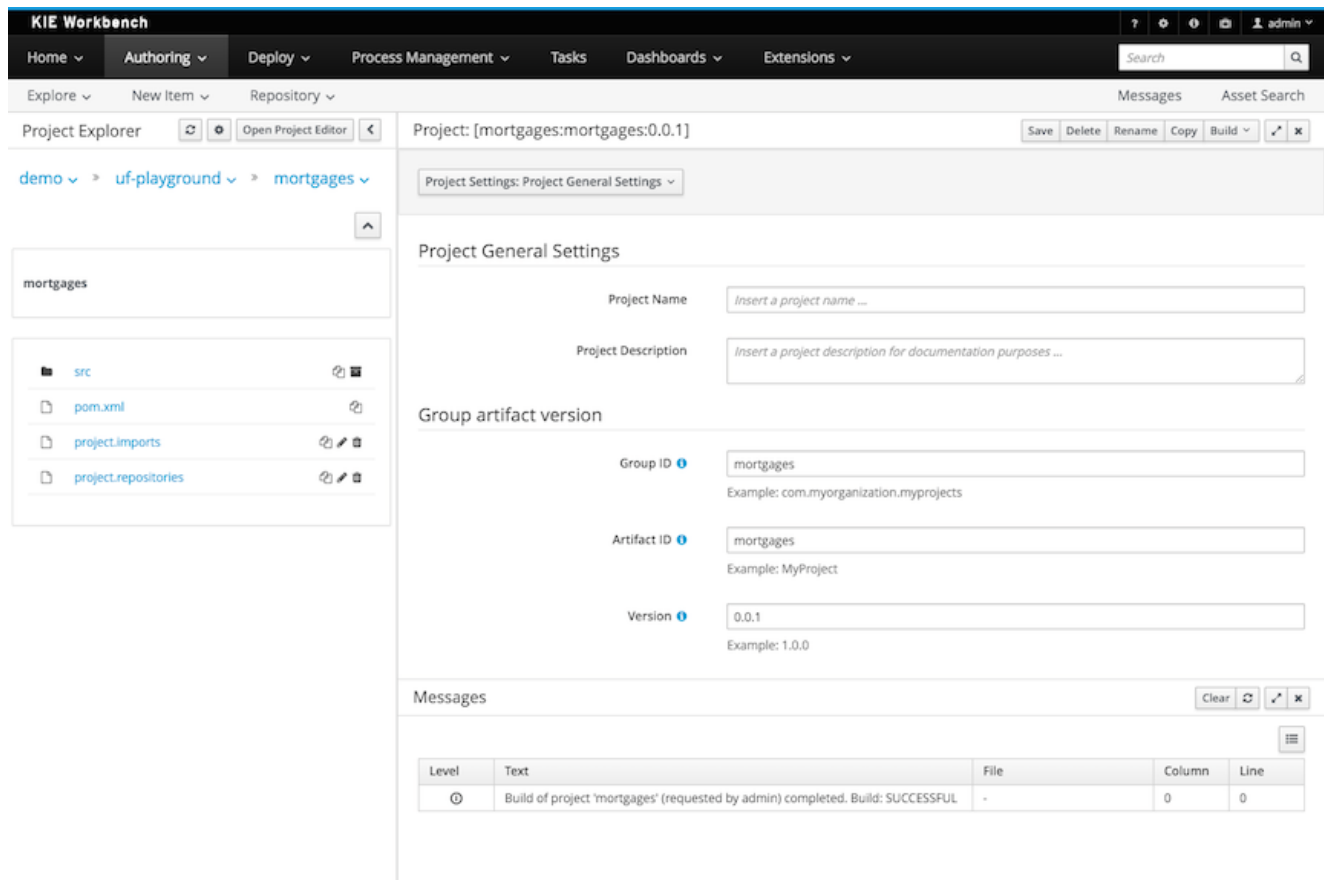 KIE Workbench
? admin
Home Authoring Deploy Process Management Tasks Dashboards Extensions Search
Explore New Item Repository Messages Asset Search
Project Explorer Open Project Editor
Project: [mortgages:mortgages:0.0.1] Save Delete Rename Copy Build
demo » uf-playground » mortgages
Project Settings: Project General Settings
mortgages
src
pom.xml
project.imports
project.repositories
Project General Settings
Project Name Insert a project name ...
Project Description Insert a project description for documentation purposes ...
Group artifact version
Group ID mortgages
Example: com.myorganization.myprojects
Artifact ID mortgages
Example: MyProject
Version 0.0.1
Example: 1.0.0
Messages Clear
Level Text File Column Line
Build of project 'mortgages' (requested by admin) completed. Build: SUCCESSFUL - 0 0